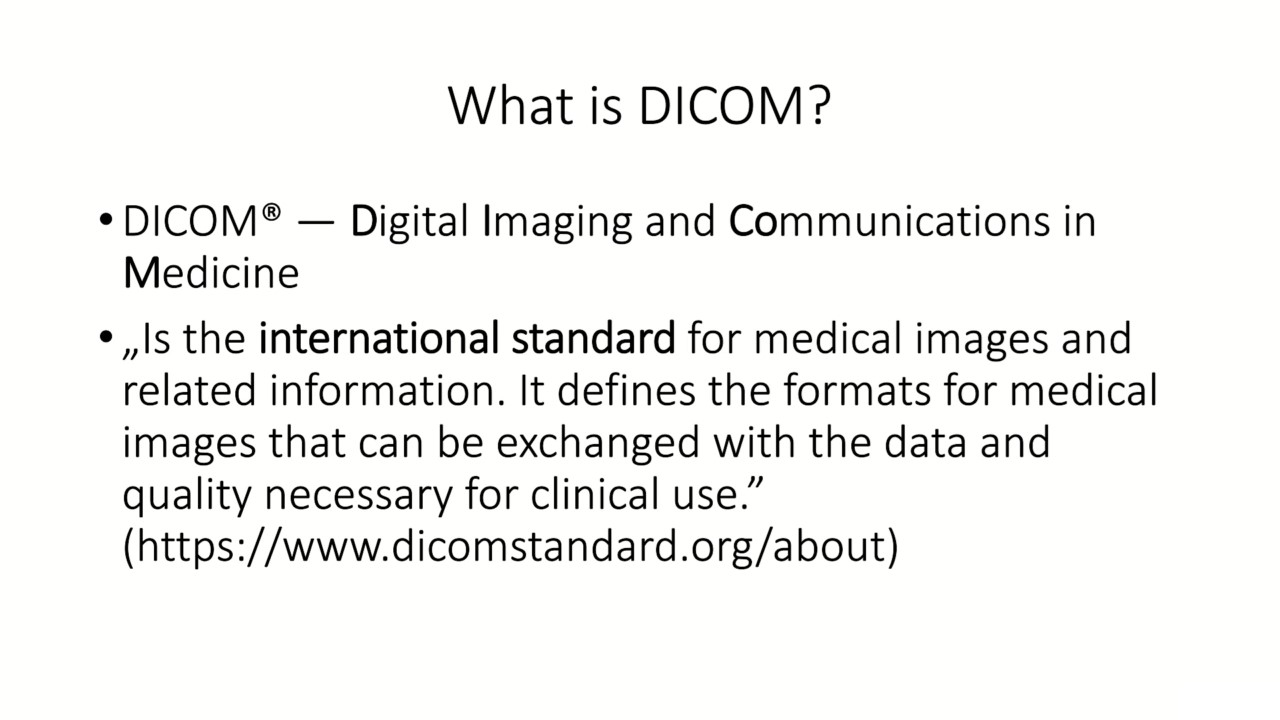 What is DICOM?
• DICOM® — Digital Imaging and Communications in
Medicine
• „Is the international standard for medical images and
related information. It defines the formats for medical
images that can be exchanged with the data and
quality necessary for clinical use.”
(https://www.dicomstandard.org/about)